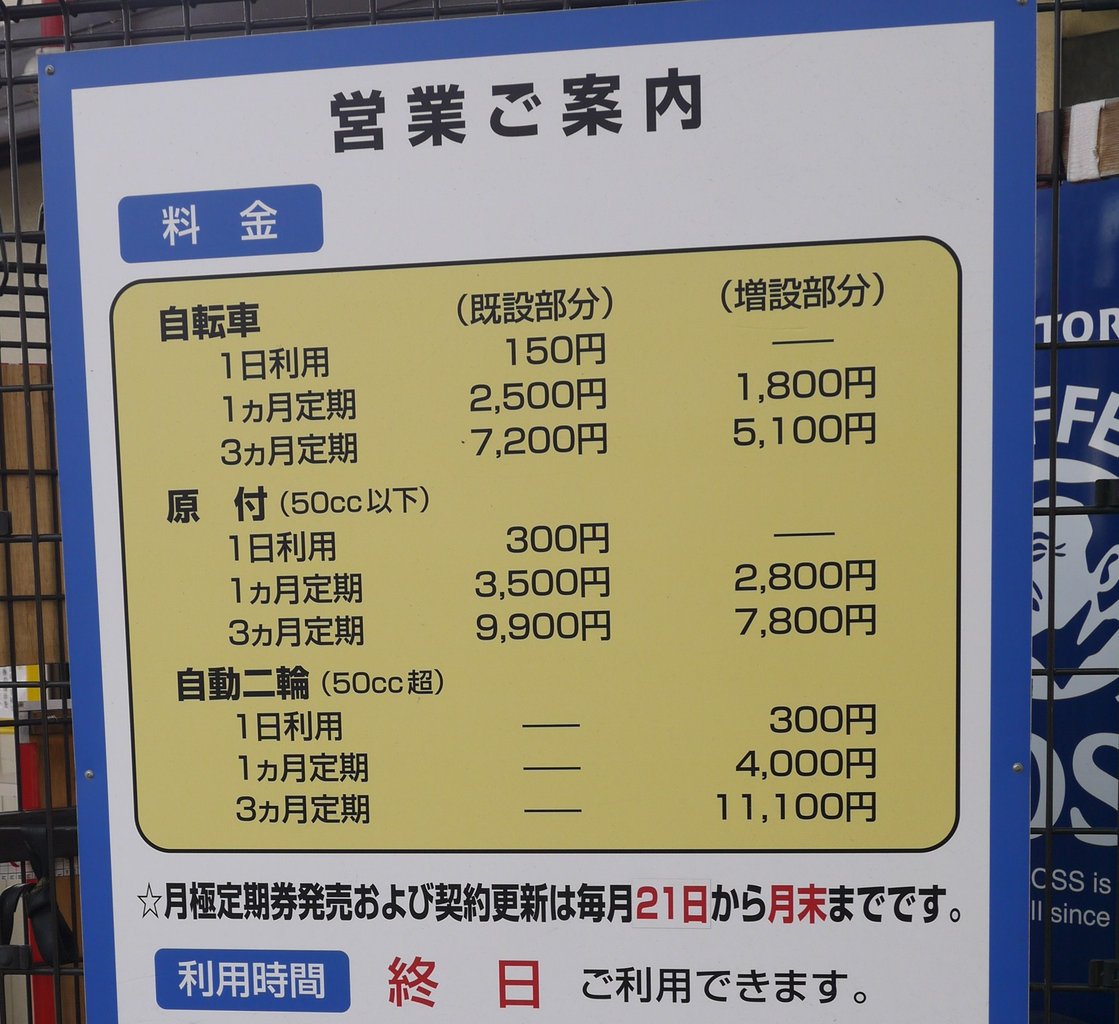 営業ご案内
料 金
自転車 (既設部分) (増設部分)
1日利用 150円 ——
1ヵ月定期 2,500円 1,800円
3ヵ月定期 7,200円 5,100円
原 付 (50cc以下)
1日利用 300円 ——
1ヵ月定期 3,500円 2,800円
3ヵ月定期 9,900円 7,800円
自動二輪 (50cc超)
1日利用 —— 300円
1ヵ月定期 —— 4,000円
3ヵ月定期 —— 11,100円
☆月極定期券発売および契約更新は毎月21日から月末までです。
利用時間 終 日 ご利用できます。
TOR
FFE
OS
OSS is
ll since